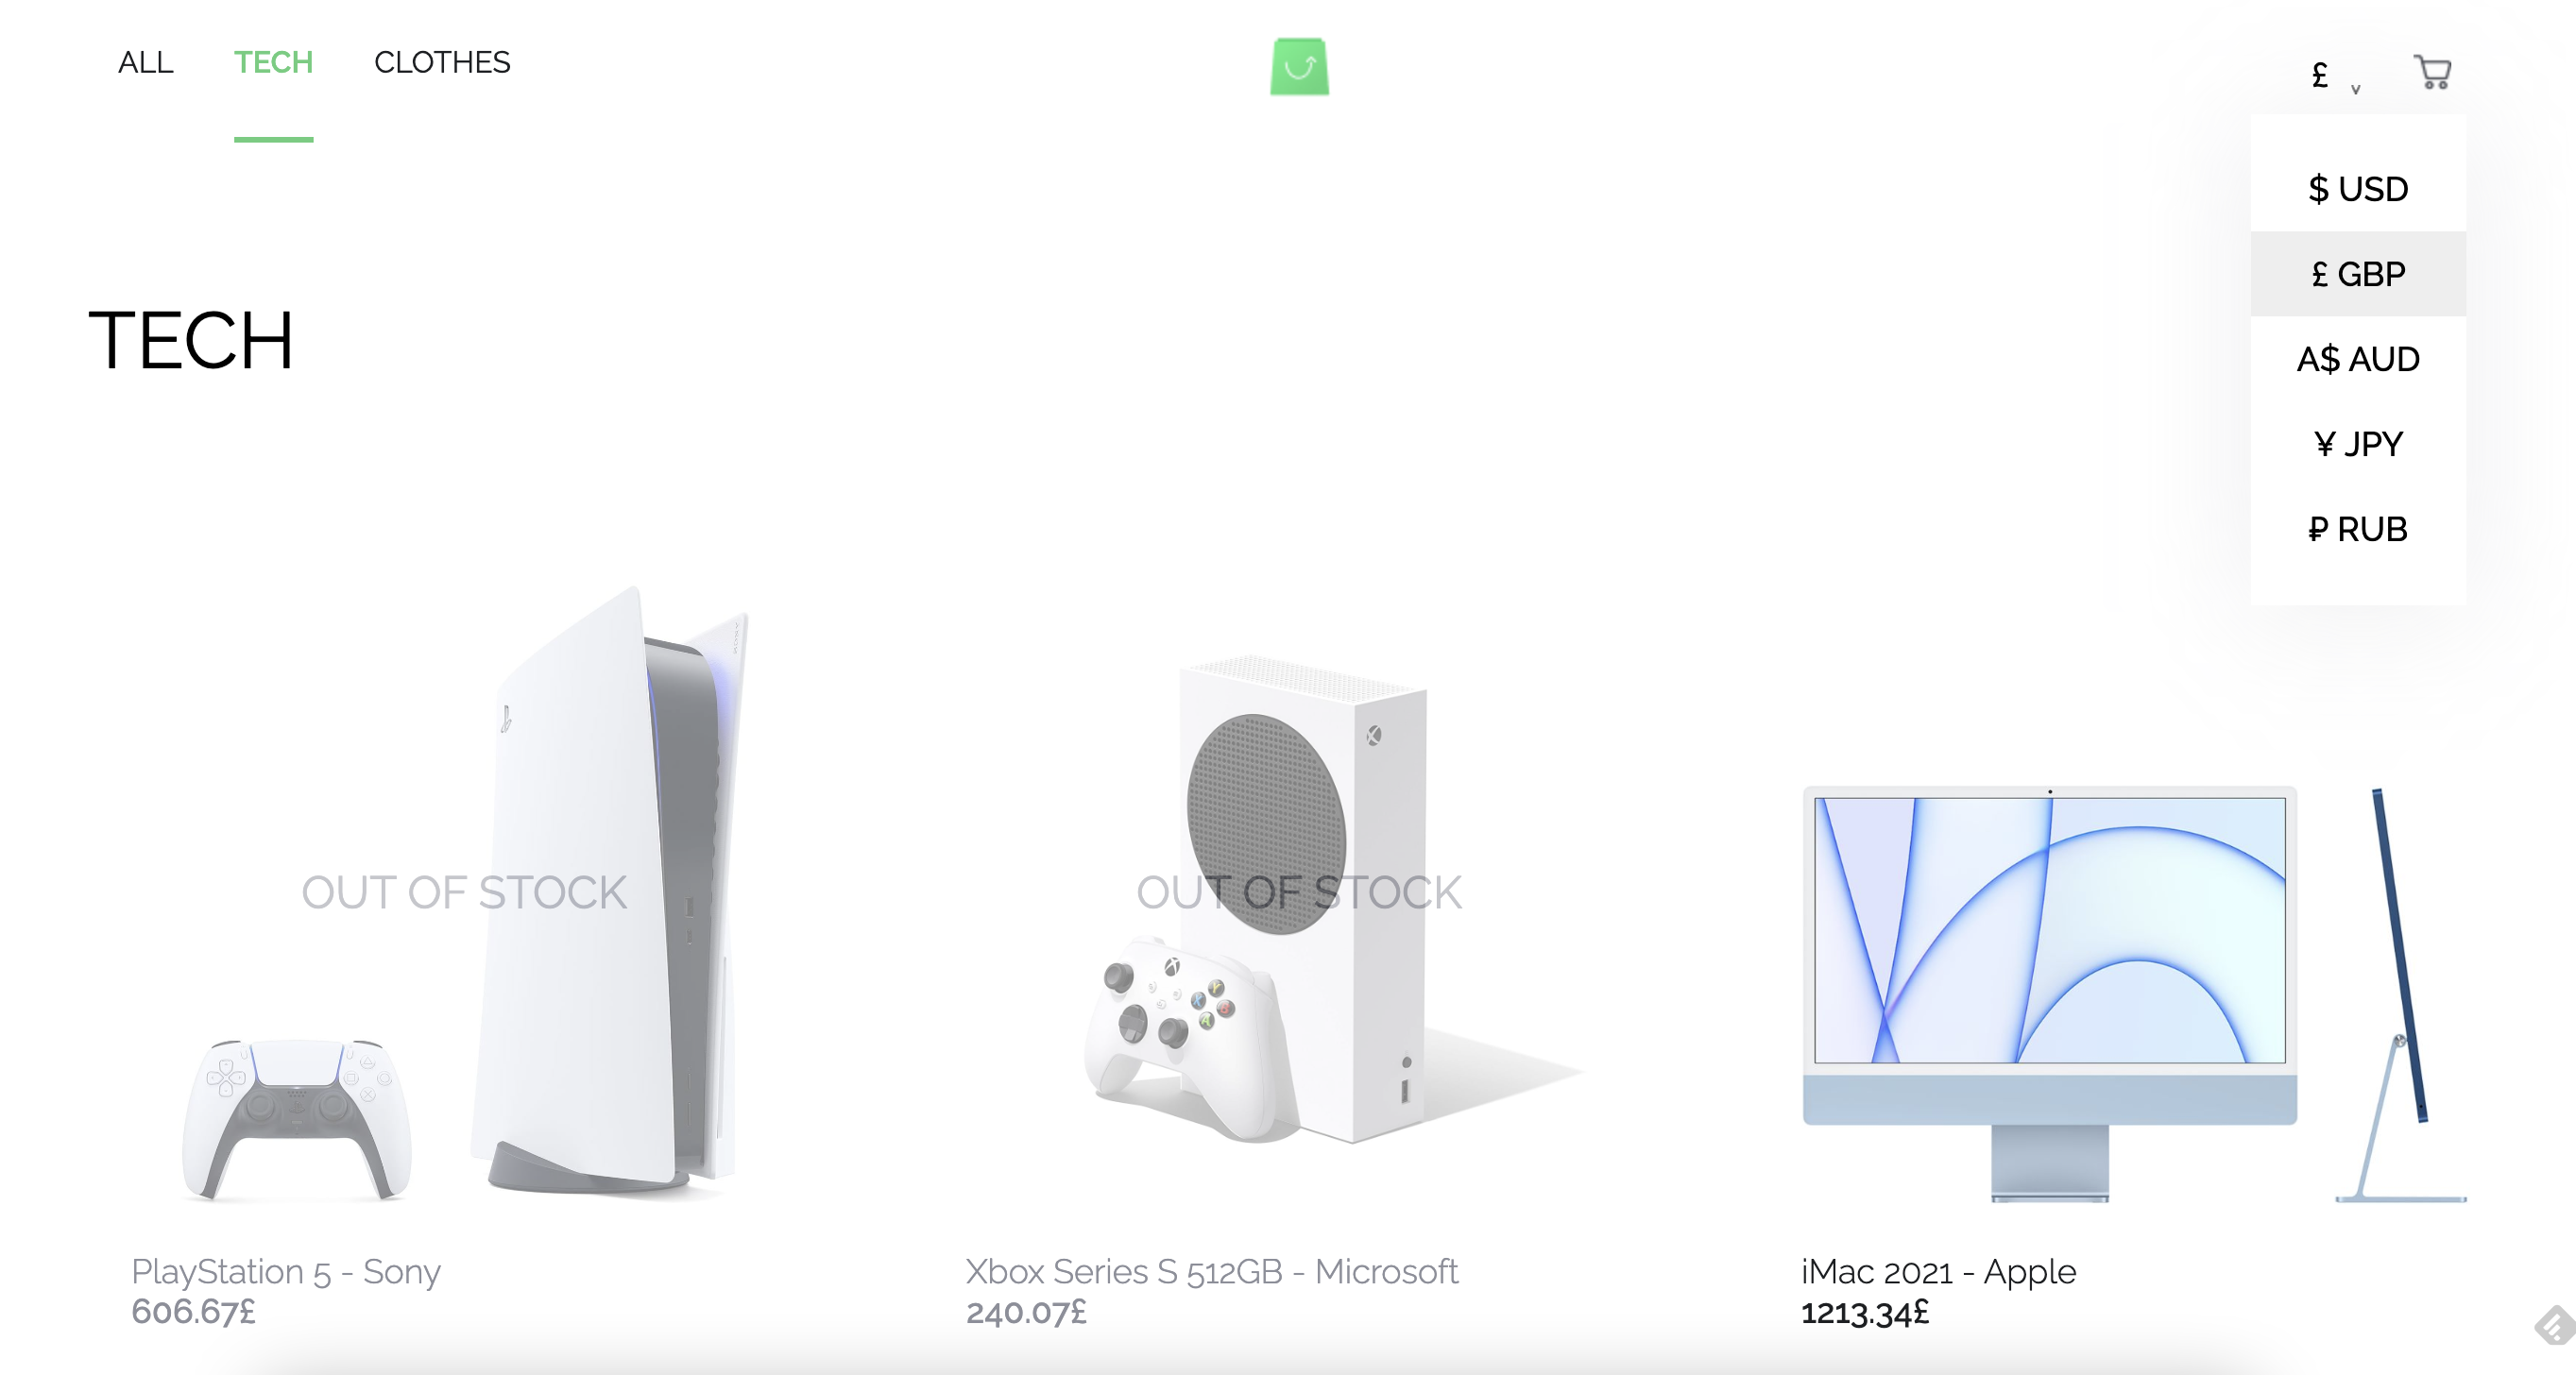 ALL TECH CLOTHES
£ v
$ USD
£ GBP
A$ AUD
¥ JPY
₽ RUB
TECH
OUT OF STOCK
OUT OF STOCK
PlayStation 5 - Sony
606.67£
Xbox Series S 512GB - Microsoft
240.07£
iMac 2021 - Apple
1213.34£